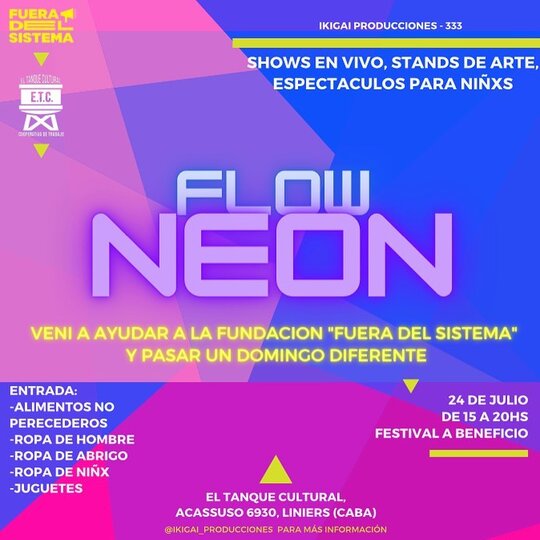 FUERA
DEL
SISTEMA
EL TANQUE CULTURAL
E.T.C.
COOPERATIVA DE TRABAJO
IKIGAI PRODUCCIONES - 333
SHOWS EN VIVO, STANDS DE ARTE,
ESPECTACULOS PARA NIÑXS
FLOW
NEON
VENI A AYUDAR A LA FUNDACION "FUERA DEL SISTEMA"
Y PASAR UN DOMINGO DIFERENTE
ENTRADA:
-ALIMENTOS NO
PERECEDEROS
-ROPA DE HOMBRE
-ROPA DE ABRIGO
-ROPA DE NIÑX
-JUGUETES
24 DE JULIO
DE 15 A 20HS
FESTIVAL A BENEFICIO
EL TANQUE CULTURAL,
ACASSUSO 6930, LINIERS (CABA)
@IKIGAI_PRODUCCIONES PARA MÁS INFORMACIÓN